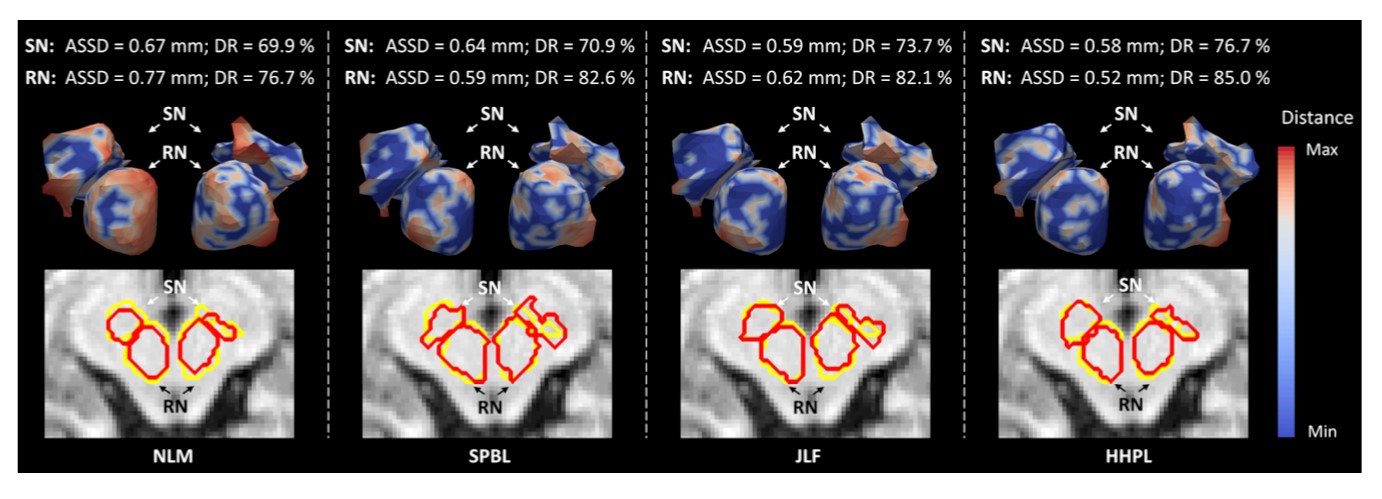 SN: ASSD = 0.67 mm; DR = 69.9 %
RN: ASSD = 0.77 mm; DR = 76.7 %
SN
RN
SN
RN
NLM
SN: ASSD = 0.64 mm; DR = 70.9 %
RN: ASSD = 0.59 mm; DR = 82.6 %
SN
RN
SN
RN
SPBL
SN: ASSD = 0.59 mm; DR = 73.7 %
RN: ASSD = 0.62 mm; DR = 82.1 %
SN
RN
SN
RN
JLF
SN: ASSD = 0.58 mm; DR = 76.7 %
RN: ASSD = 0.52 mm; DR = 85.0 %
SN
RN
SN
RN
HHPL
Distance
Max
Min